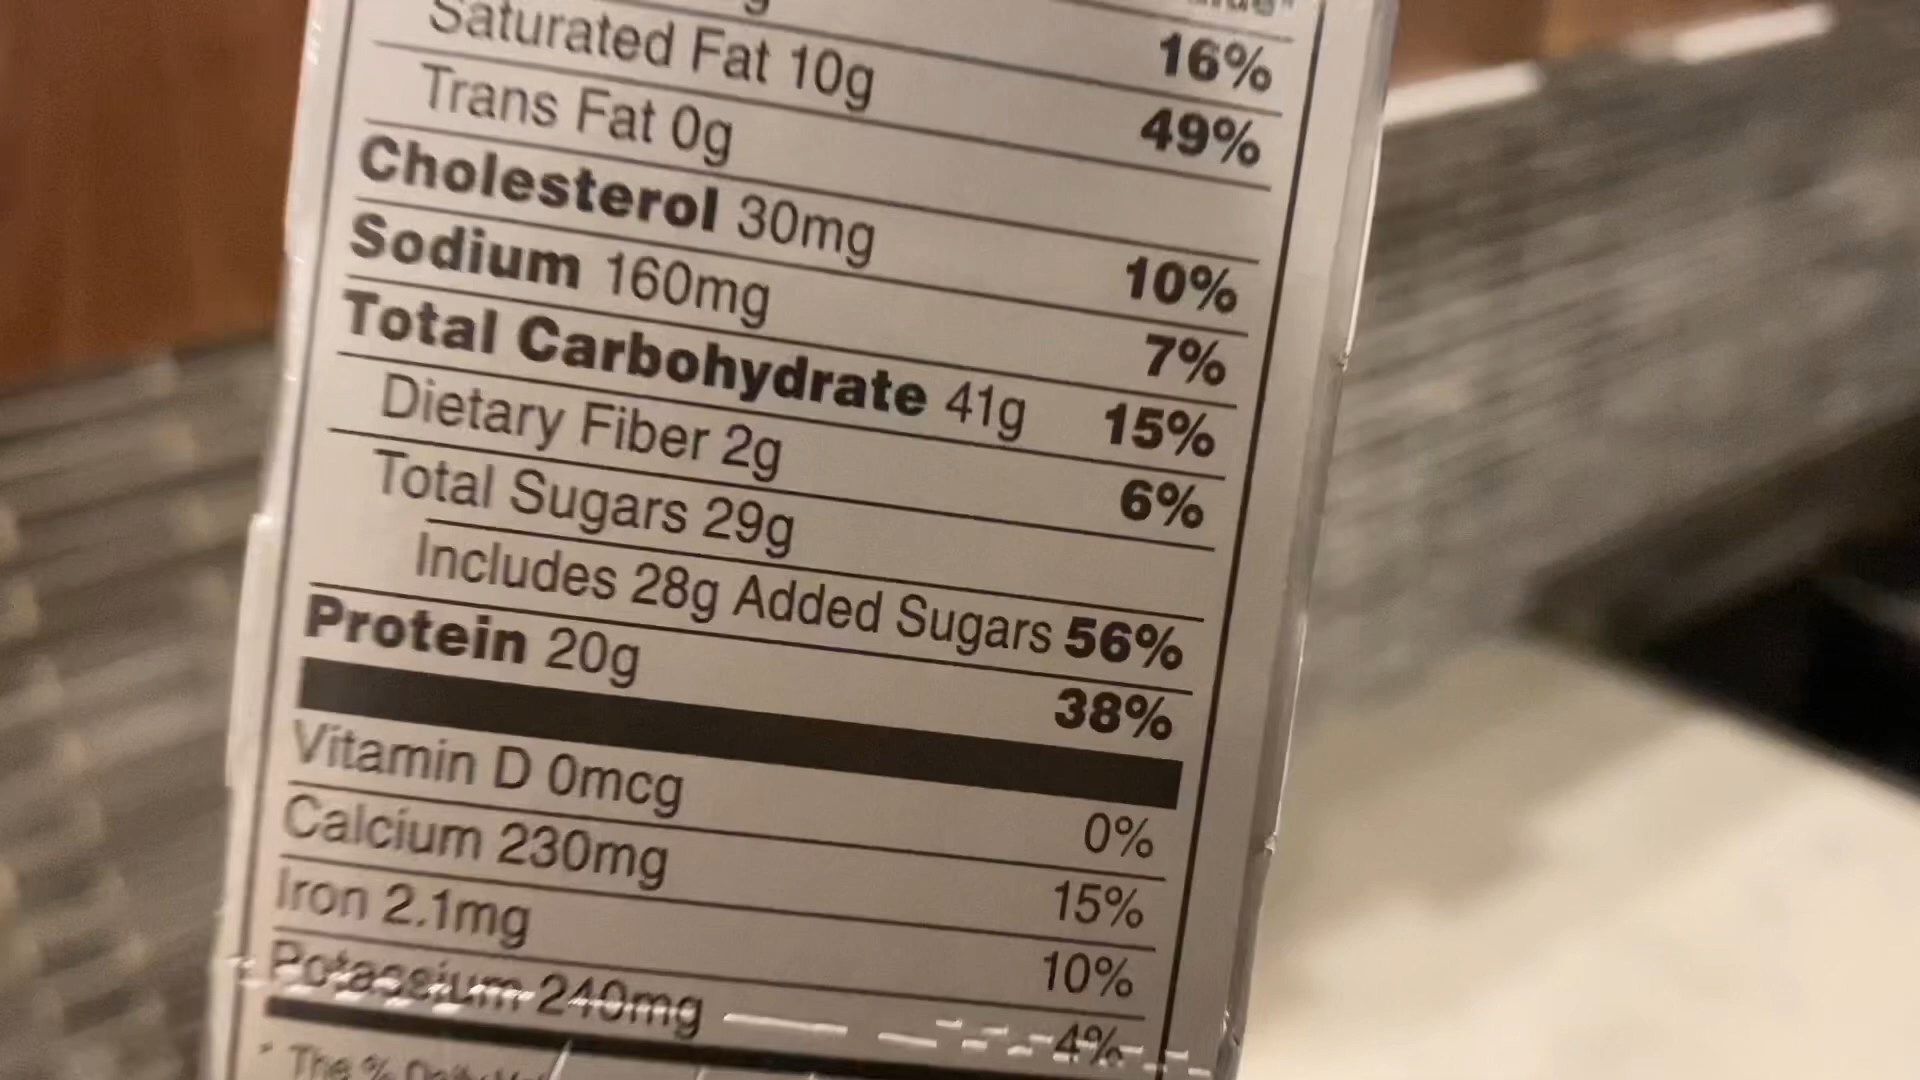 16%
Saturated Fat 10g 49%
Trans Fat 0g
Cholesterol 30mg 10%
Sodium 160mg 7%
Total Carbohydrate 41g 15%
Dietary Fiber 2g 6%
Total Sugars 29g
Includes 28g Added Sugars 56%
Protein 20g 38%
Vitamin D 0mcg 0%
Calcium 230mg 15%
Iron 2.1mg 10%
Potassium 240mg 4%
* The %